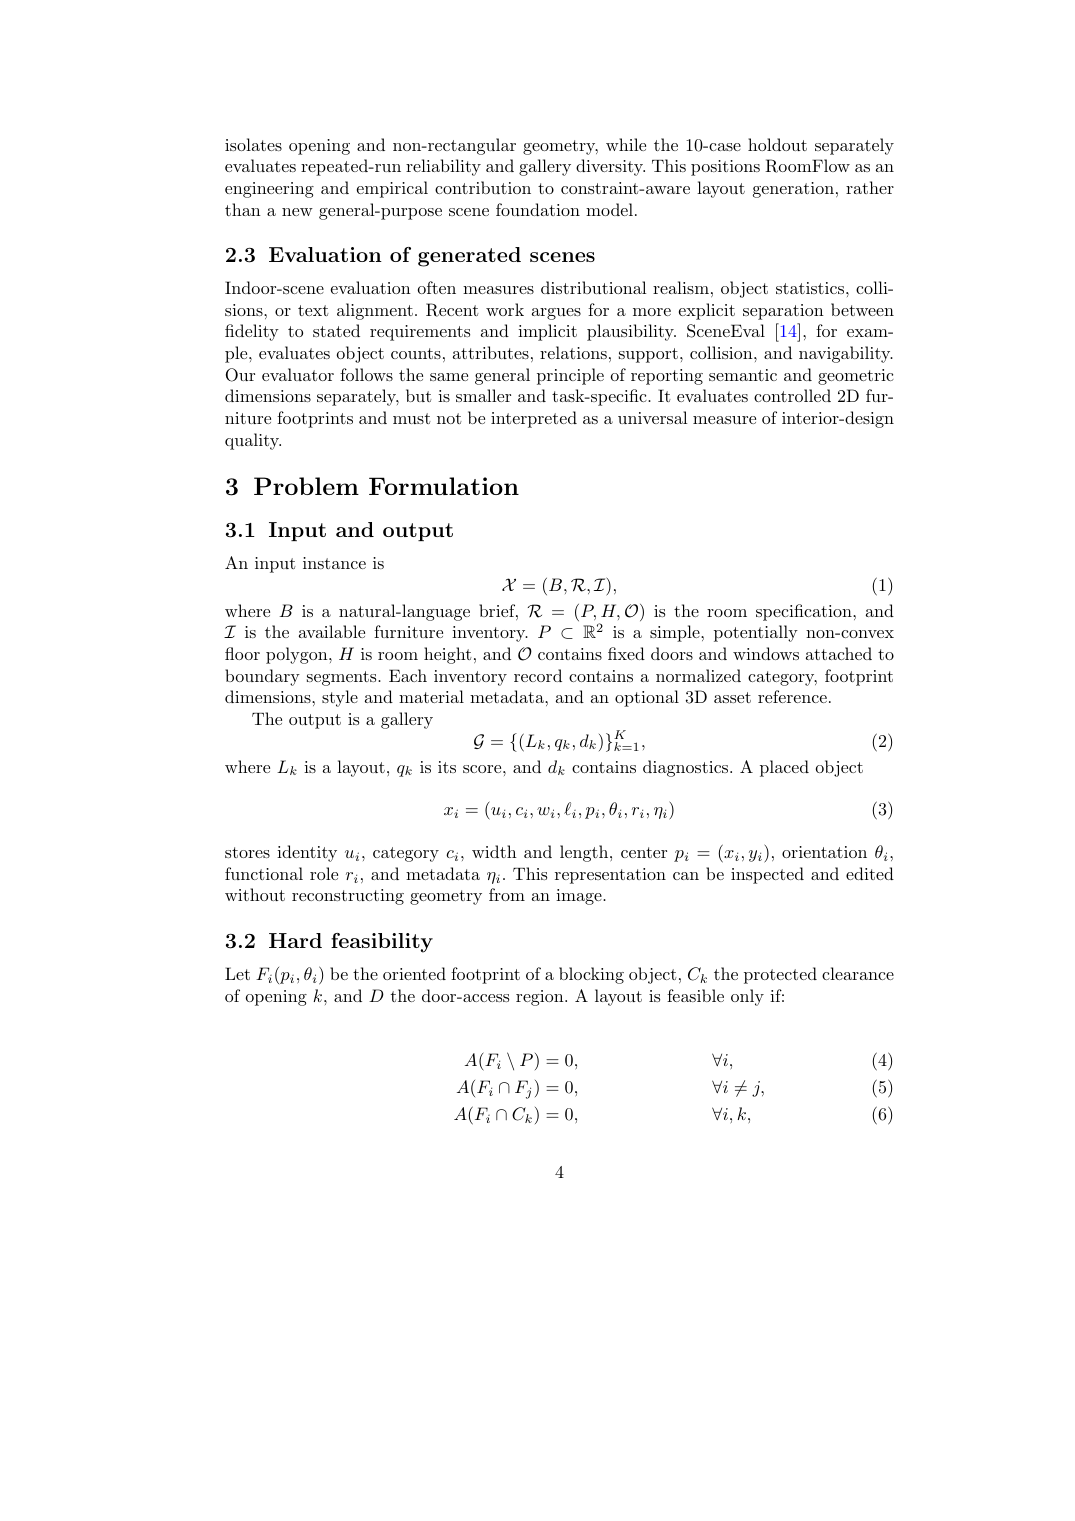 isolates opening and non-rectangular geometry, while the 10-case holdout separately
evaluates repeated-run reliability and gallery diversity. This positions RoomFlow as an
engineering and empirical contribution to constraint-aware layout generation, rather
than a new general-purpose scene foundation model.
2.3 Evaluation of generated scenes
Indoor-scene evaluation often measures distributional realism, object statistics, colli-
sions, or text alignment. Recent work argues for a more explicit separation between
fidelity to stated requirements and implicit plausibility. SceneEval [14], for exam-
ple, evaluates object counts, attributes, relations, support, collision, and navigability.
Our evaluator follows the same general principle of reporting semantic and geometric
dimensions separately, but is smaller and task-specific. It evaluates controlled 2D fur-
niture footprints and must not be interpreted as a universal measure of interior-design
quality.
3 Problem Formulation
3.1 Input and output
An input instance is
𝒳 = (B, ℛ, ℐ), (1)
where B is a natural-language brief, ℛ = (P, H, 𝒪) is the room specification, and
ℐ is the available furniture inventory. P ⊂ ℝ² is a simple, potentially non-convex
floor polygon, H is room height, and 𝒪 contains fixed doors and windows attached to
boundary segments. Each inventory record contains a normalized category, footprint
dimensions, style and material metadata, and an optional 3D asset reference.
The output is a gallery
𝒢 = {(L_k, q_k, d_k)}_{k=1}^K, (2)
where L_k is a layout, q_k is its score, and d_k contains diagnostics. A placed object
x_i = (u_i, c_i, w_i, ℓ_i, p_i, θ_i, r_i, η_i) (3)
stores identity u_i, category c_i, width and length, center p_i = (x_i, y_i), orientation θ_i,
functional role r_i, and metadata η_i. This representation can be inspected and edited
without reconstructing geometry from an image.
3.2 Hard feasibility
Let F_i(p_i, θ_i) be the oriented footprint of a blocking object, C_k the protected clearance
of opening k, and D the door-access region. A layout is feasible only if:
A(F_i \ P) = 0, ∀i, (4)
A(F_i ∩ F_j) = 0, ∀i ≠ j, (5)
A(F_i ∩ C_k) = 0, ∀i, k, (6)
4